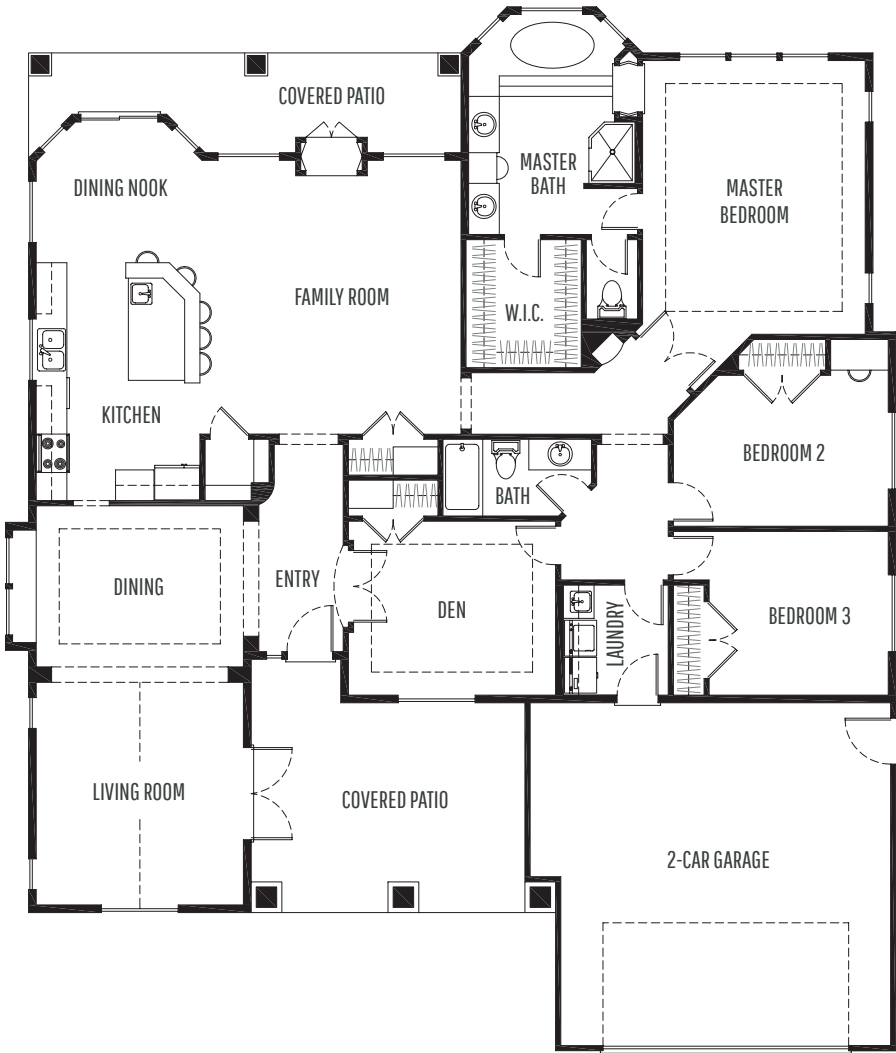 COVERED PATIO
DINING NOOK
MASTER
BATH
MASTER
BEDROOM
FAMILY ROOM
W.I.C.
KITCHEN
BEDROOM 2
BATH
DINING
ENTRY
DEN
LAUNDRY
BEDROOM 3
LIVING ROOM
COVERED PATIO
2-CAR GARAGE